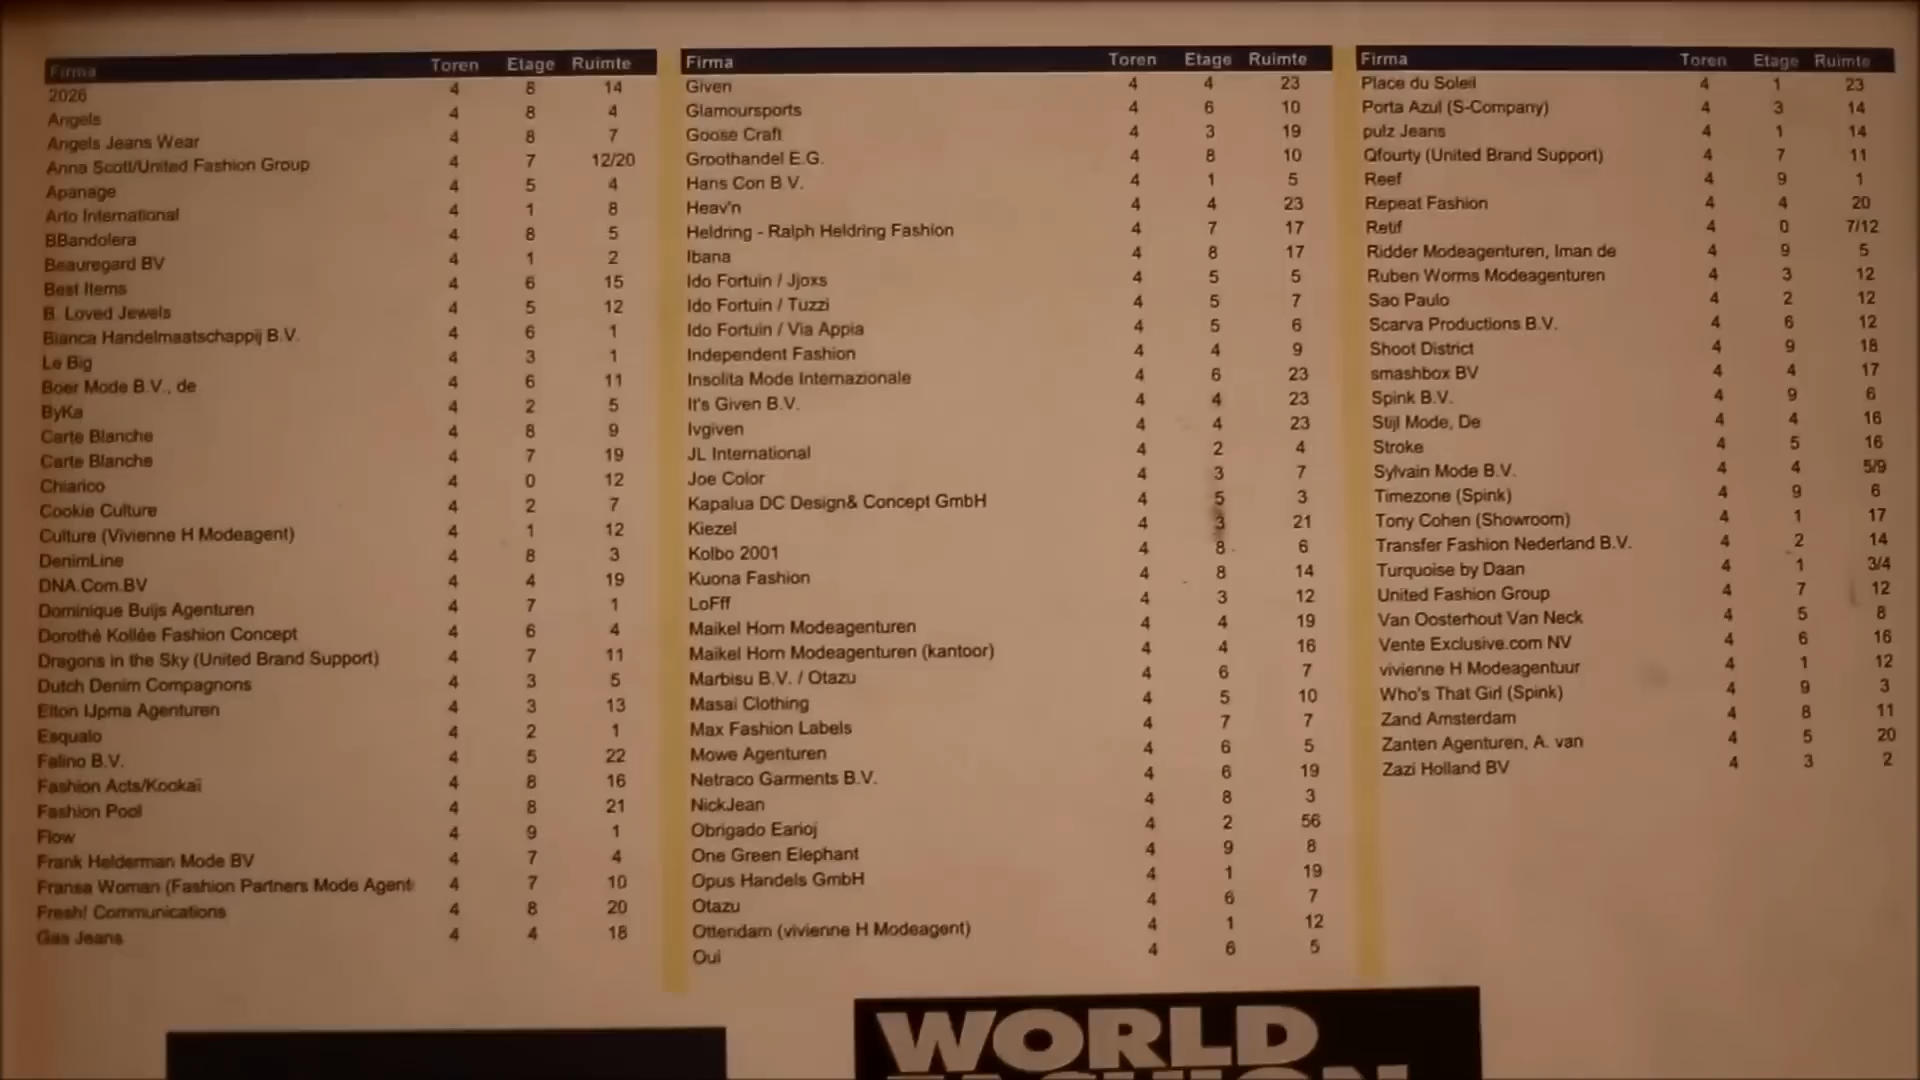 Firma Toren Etage Ruimte
2026 4 8 14
Angels 4 8 4
Angels Jeans Wear 4 8 7
Anna Scott/United Fashion Group 4 7 12/20
Apanage 4 5 4
Arto International 4 1 8
BBandolera 4 8 5
Beauregard BV 4 1 2
Best Items 4 6 15
B. Loved Jewels 4 5 12
Bianca Handelmaatschappij B.V. 4 6 1
Le Big 4 3 1
Boer Mode B.V., de 4 6 11
ByKa 4 2 5
Carte Blanche 4 8 9
Carte Blanche 4 7 19
Chiarico 4 0 12
Cookie Culture 4 2 7
Culture (Vivienne H Modeagent) 4 1 12
DenimLine 4 8 3
DNA.Com.BV 4 4 19
Dominique Buijs Agenturen 4 7 1
Dorothé Kollée Fashion Concept 4 6 4
Dragons in the Sky (United Brand Support) 4 7 11
Dutch Denim Compagnons 4 3 5
Elton IJpma Agenturen 4 3 13
Esqualo 4 2 1
Falino B.V. 4 5 22
Fashion Acts/Kookaï 4 8 16
Fashion Pool 4 8 21
Flow 4 9 1
Frank Helderman Mode BV 4 7 4
Fransa Woman (Fashion Partners Mode Agent 4 7 10
Fresh! Communications 4 8 20
Gas Jeans 4 4 18
Firma Toren Etage Ruimte
Given 4 4 23
Glamoursports 4 6 10
Goose Craft 4 3 19
Groothandel E.G. 4 8 10
Hans Con B.V. 4 1 5
Heav'n 4 4 23
Heldring - Ralph Heldring Fashion 4 7 17
Ibana 4 8 17
Ido Fortuin / Jjoxs 4 5 5
Ido Fortuin / Tuzzi 4 5 7
Ido Fortuin / Via Appia 4 5 6
Independent Fashion 4 4 9
Insolita Mode Internazionale 4 6 23
It's Given B.V. 4 4 23
Ivgiven 4 4 23
JL International 4 2 4
Joe Color 4 3 7
Kapalua DC Design& Concept GmbH 4 5 3
Kiezel 4 3 21
Kolbo 2001 4 8 6
Kuona Fashion 4 8 14
LoFff 4 3 12
Maikel Horn Modeagenturen 4 4 19
Maikel Horn Modeagenturen (kantoor) 4 4 16
Marbisu B.V. / Otazu 4 6 7
Masai Clothing 4 5 10
Max Fashion Labels 4 7 7
Mowe Agenturen 4 6 5
Netraco Garments B.V. 4 6 19
NickJean 4 8 3
Obrigado Earioj 4 2 56
One Green Elephant 4 9 8
Opus Handels GmbH 4 1 19
Otazu 4 6 7
Ottendam (vivienne H Modeagent) 4 1 12
Oui 4 6 5
Firma Toren Etage Ruimte
Place du Soleil 4 1 23
Porta Azul (S-Company) 4 3 14
pulz Jeans 4 1 14
Qfourty (United Brand Support) 4 7 11
Reef 4 9 1
Repeat Fashion 4 4 20
Retif 4 0 7/12
Ridder Modeagenturen, Iman de 4 9 5
Ruben Worms Modeagenturen 4 3 12
Sao Paulo 4 2 12
Scarva Productions B.V. 4 6 12
Shoot District 4 9 18
smashbox BV 4 4 17
Spink B.V. 4 9 6
Stijl Mode, De 4 4 16
Stroke 4 5 16
Sylvain Mode B.V. 4 4 5/9
Timezone (Spink) 4 9 6
Tony Cohen (Showroom) 4 1 17
Transfer Fashion Nederland B.V. 4 2 14
Turquoise by Daan 4 1 3/4
United Fashion Group 4 7 12
Van Oosterhout Van Neck 4 5 8
Vente Exclusive.com NV 4 6 16
vivienne H Modeagentuur 4 1 12
Who's That Girl (Spink) 4 9 3
Zand Amsterdam 4 8 11
Zanten Agenturen, A. van 4 5 20
Zazi Holland BV 4 3 2
WORLD
FASHION